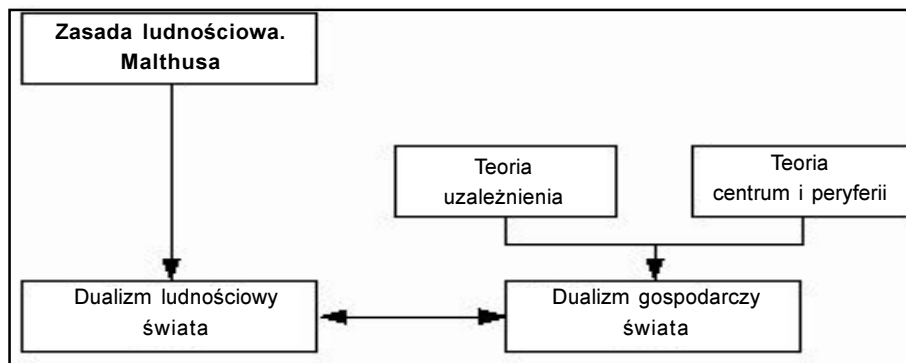 Zasada ludnościowa.
Malthusa
Teoria
uzależnienia
Teoria
centrum i peryferii
Dualizm ludnościowy
świata
Dualizm gospodarczy
świata